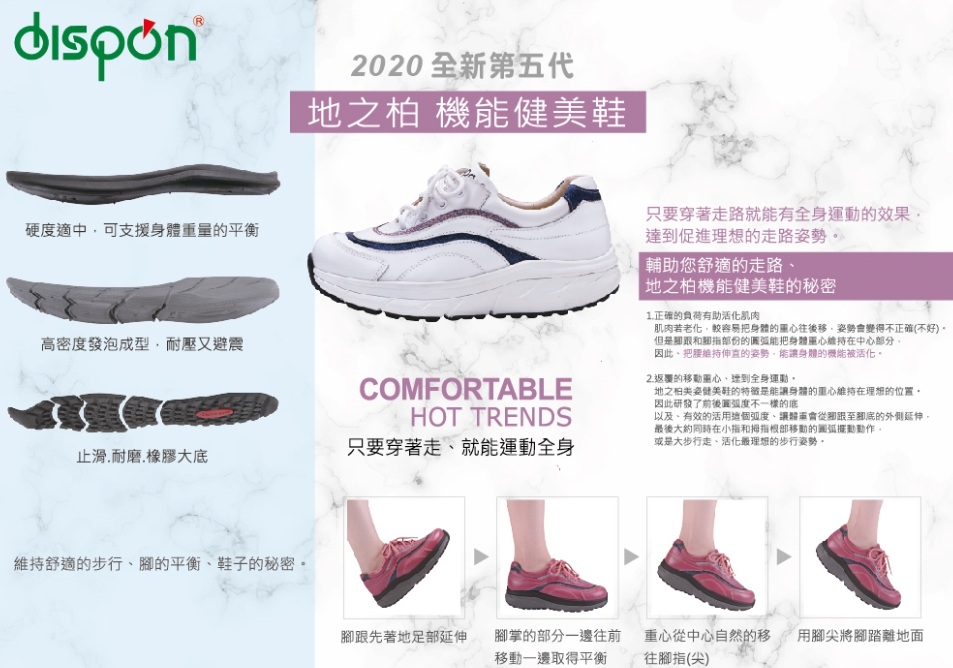 dispon®
2020 全新第五代
地之柏 機能健美鞋
硬度適中，可支援身體重量的平衡
高密度發泡成型，耐壓又避震
止滑.耐磨.橡膠大底
維持舒適的步行、腳的平衡、鞋子的秘密。
COMFORTABLE
HOT TRENDS
只要穿著走、就能運動全身
只要穿著走路就能有全身運動的效果，
達到促進理想的走路姿勢。
輔助您舒適的走路、
地之柏機能健美鞋的秘密
1.正確的負荷有助活化肌肉
肌肉若老化，較容易把身體的重心往後移，姿勢會變得不正確(不好)。
但是腳跟和腳指部份的圓弧能把身體重心維持在中心部分，
因此、把腰維持伸直的姿勢，能讓身體的機能被活化。
2.返覆的移動重心、達到全身運動。
地之柏美姿健美鞋的特徵是能讓身體的重心維持在理想的位置。
因此研發了前後圓弧度不一樣的底
以及、有效的活用這個弧度、讓體重會從腳跟至腳底的外側延伸，
最後大約同時在小指和拇指根部移動的圓弧擺動動作，
或是大步行走、活化最理想的步行姿勢。
腳跟先著地足部延伸
腳掌的部分一邊往前
移動一邊取得平衡
重心從中心自然的移
往腳指(尖)
用腳尖將腳踏離地面